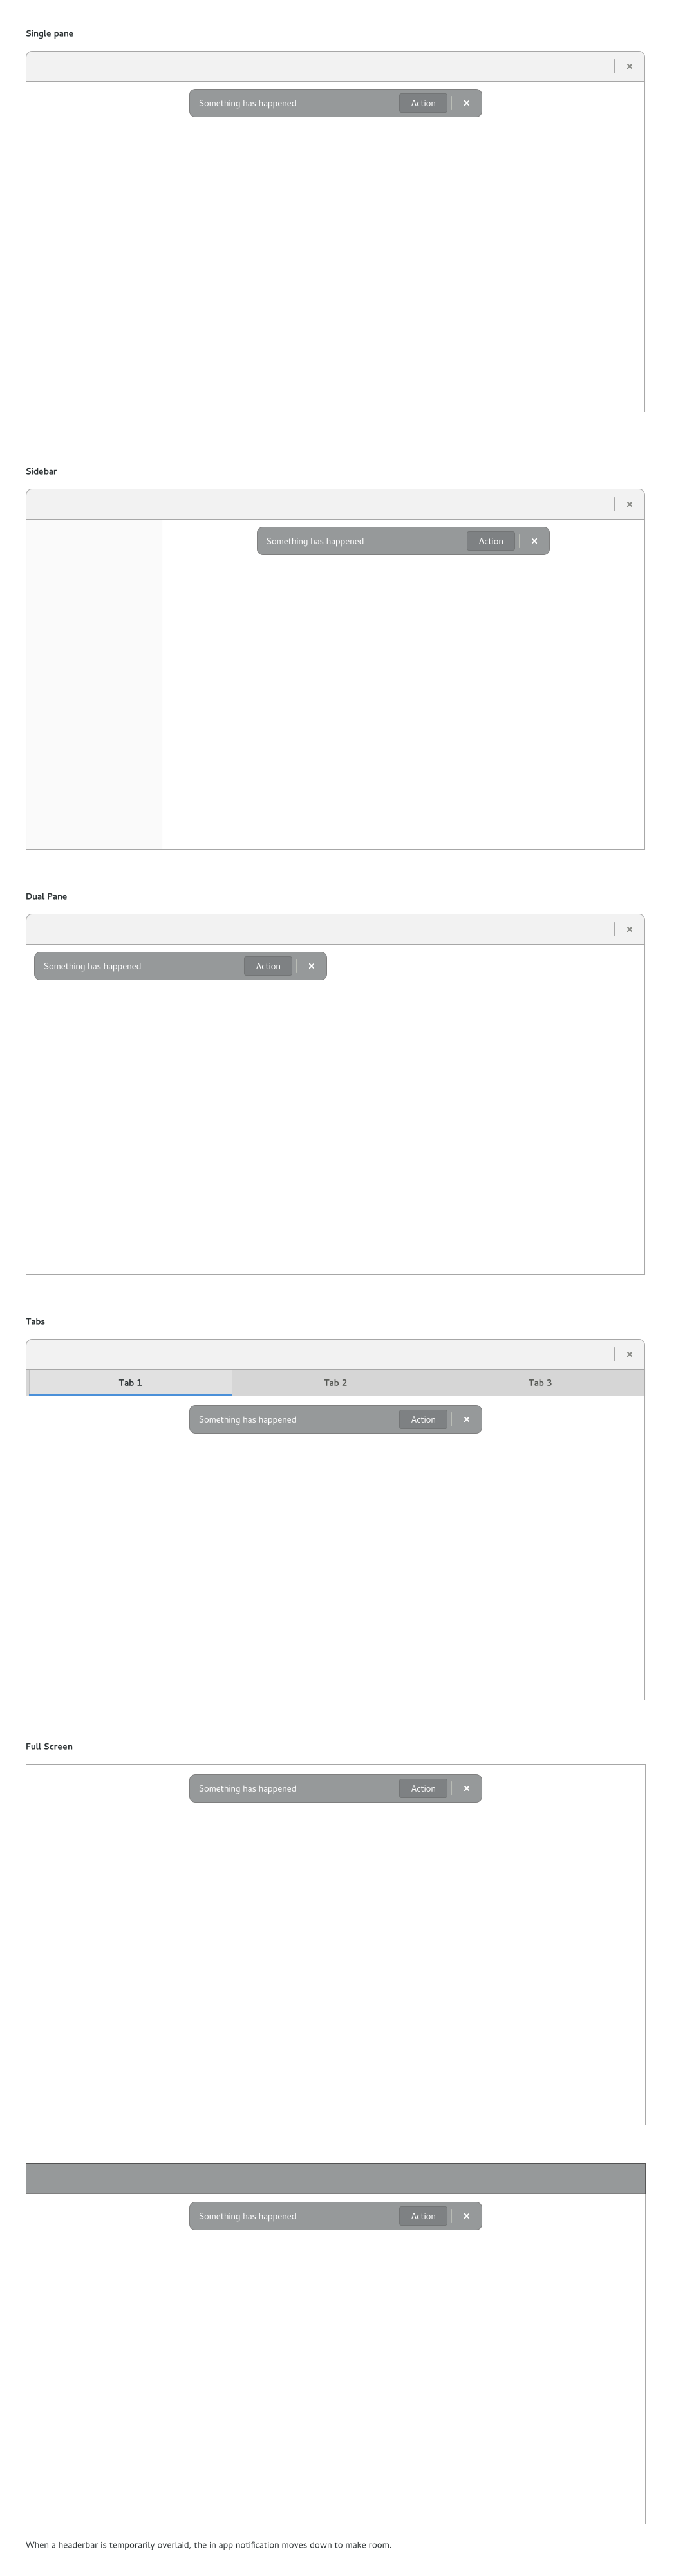 Single pane
Something has happened Action ×
Sidebar
Something has happened Action ×
Dual Pane
Something has happened Action ×
Tabs
Tab 1 Tab 2 Tab 3
Something has happened Action ×
Full Screen
Something has happened Action ×
Something has happened Action ×
When a headerbar is temporarily overlaid, the in app notification moves down to make room.